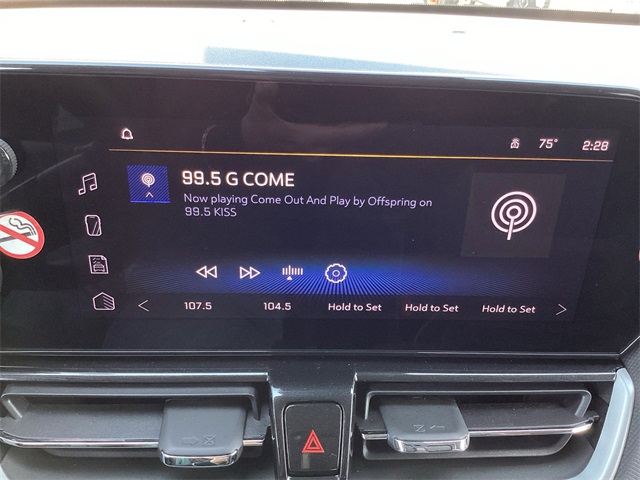 75° 2:28
99.5 G COME
Now playing Come Out And Play by Offspring on
99.5 KISS
107.5 104.5 Hold to Set Hold to Set Hold to Set